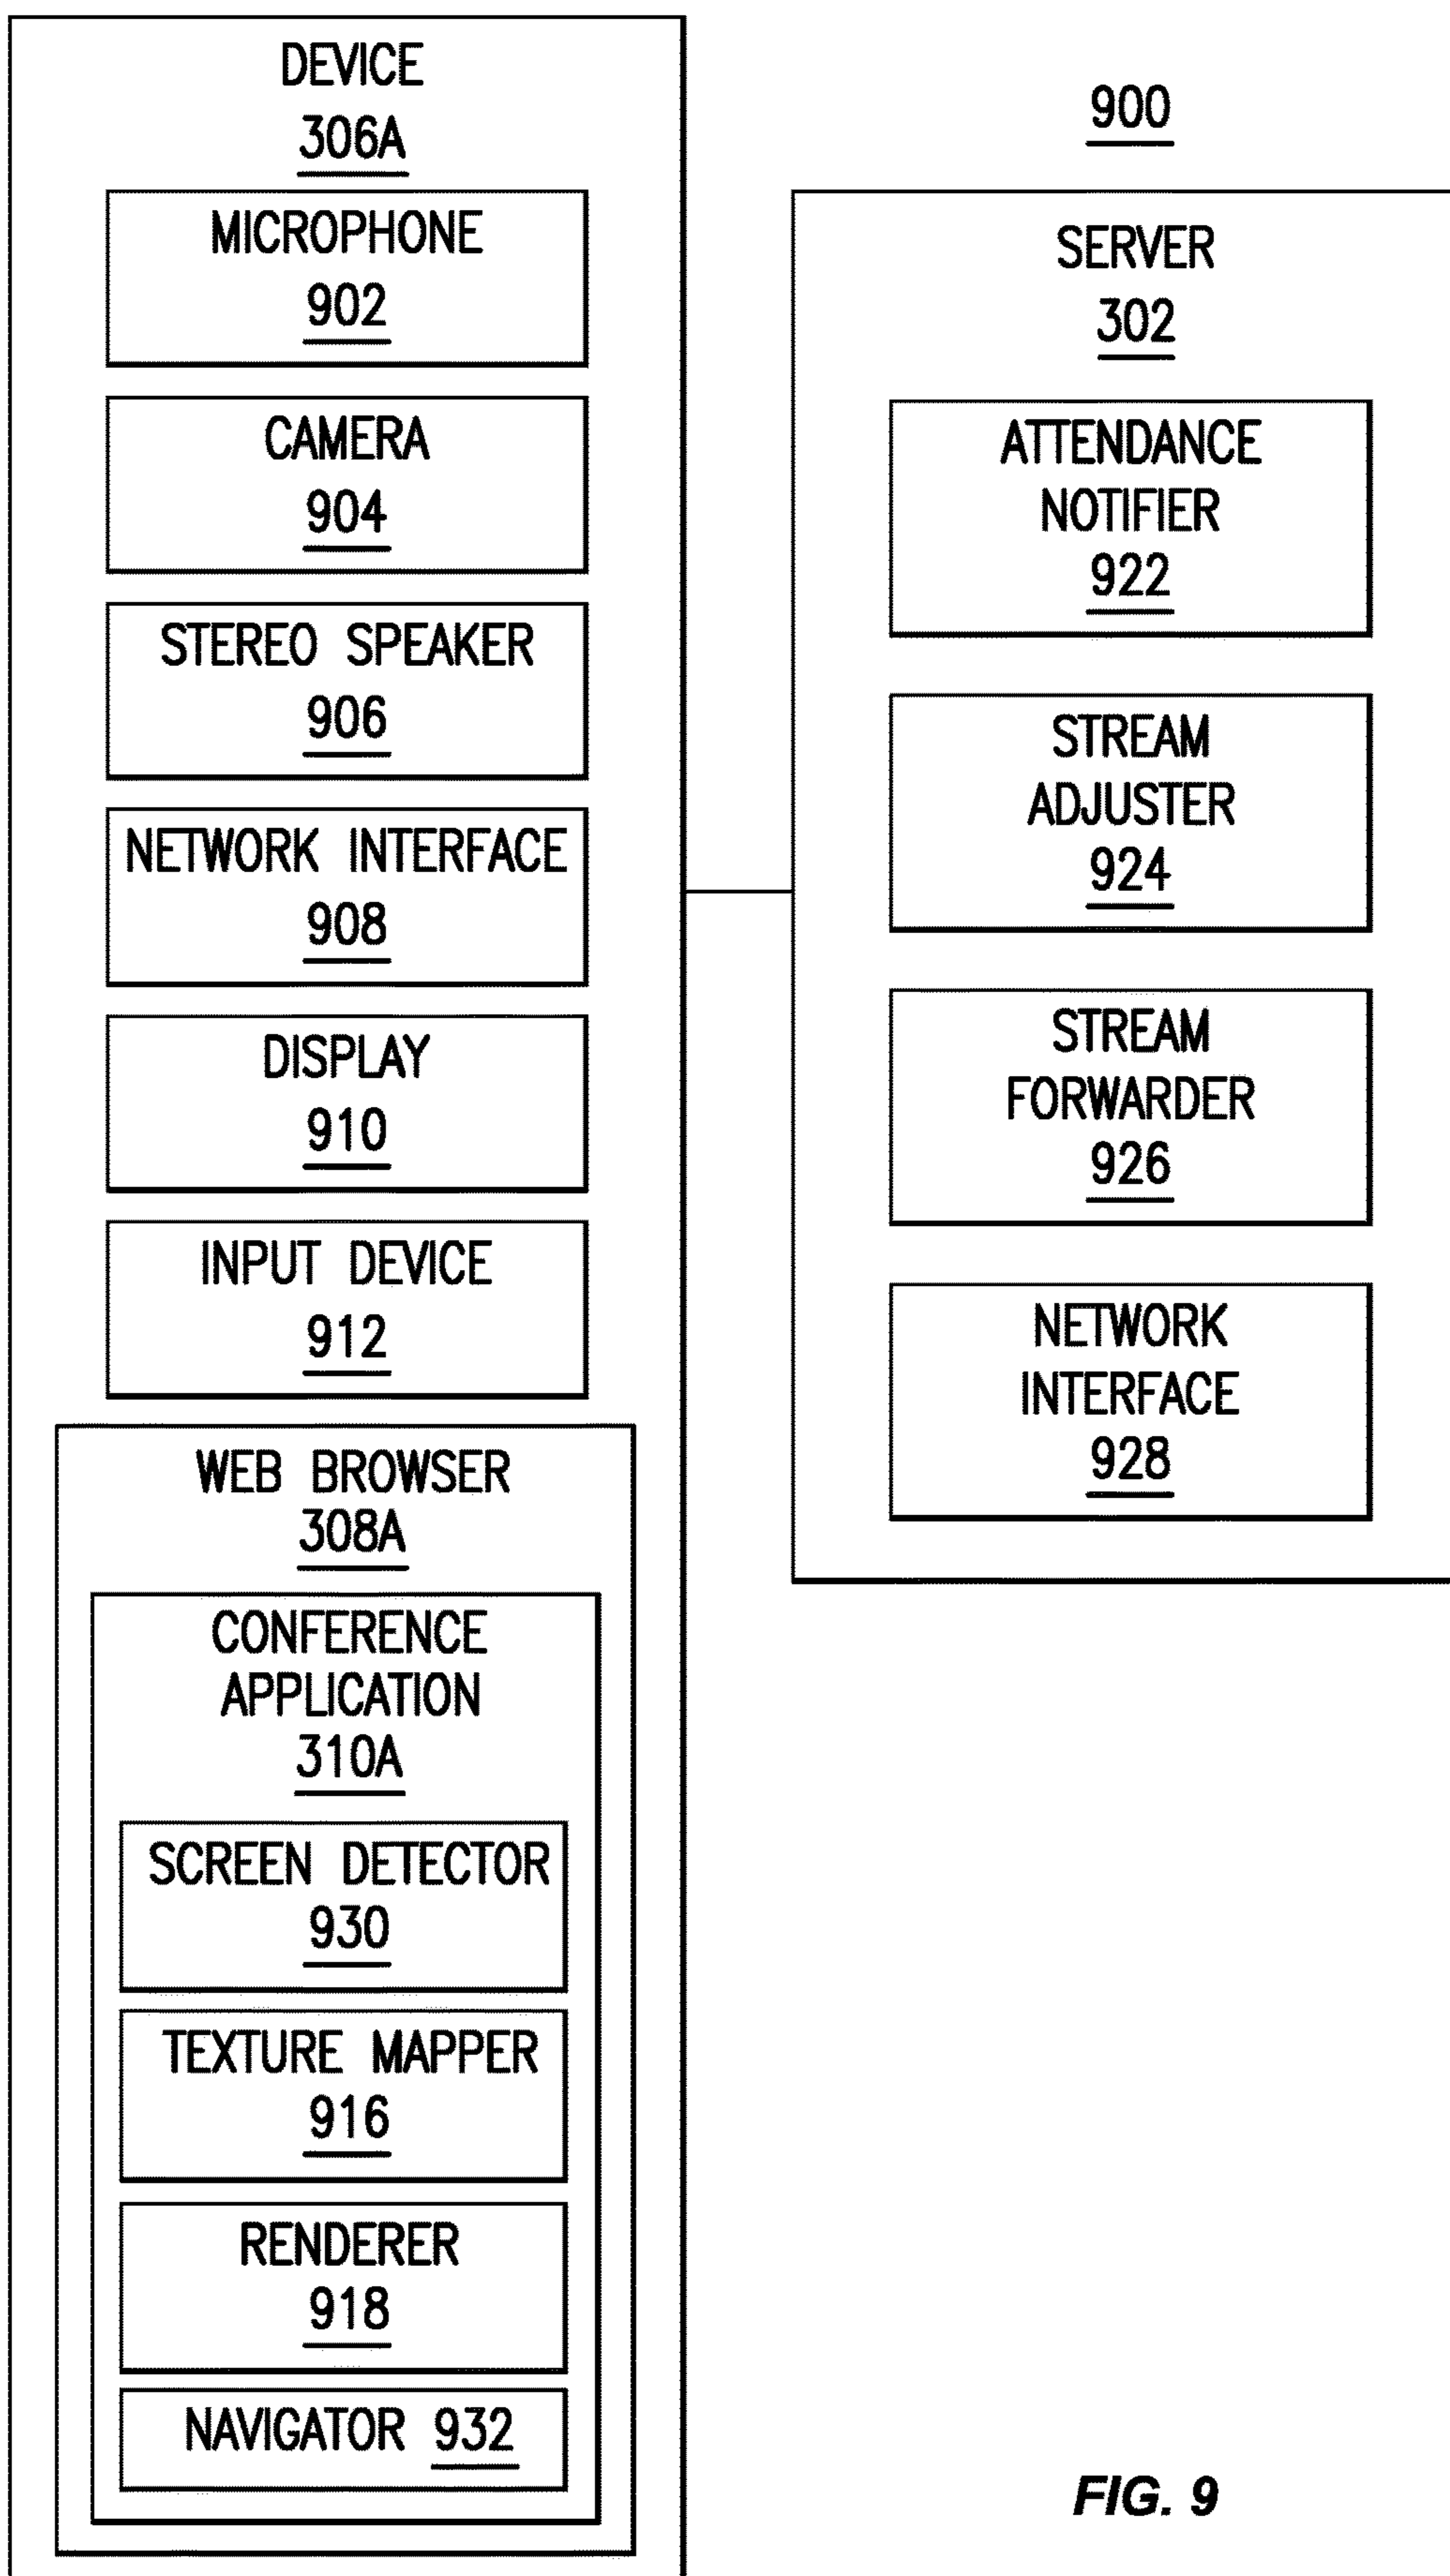 DEVICE
306A
MICROPHONE
902
CAMERA
904
STEREO SPEAKER
906
NETWORK INTERFACE
908
DISPLAY
910
INPUT DEVICE
912
WEB BROWSER
308A
CONFERENCE
APPLICATION
310A
SCREEN DETECTOR
930
TEXTURE MAPPER
916
RENDERER
918
NAVIGATOR 932
900
SERVER
302
ATTENDANCE
NOTIFIER
922
STREAM
ADJUSTER
924
STREAM
FORWARDER
926
NETWORK
INTERFACE
928
FIG. 9